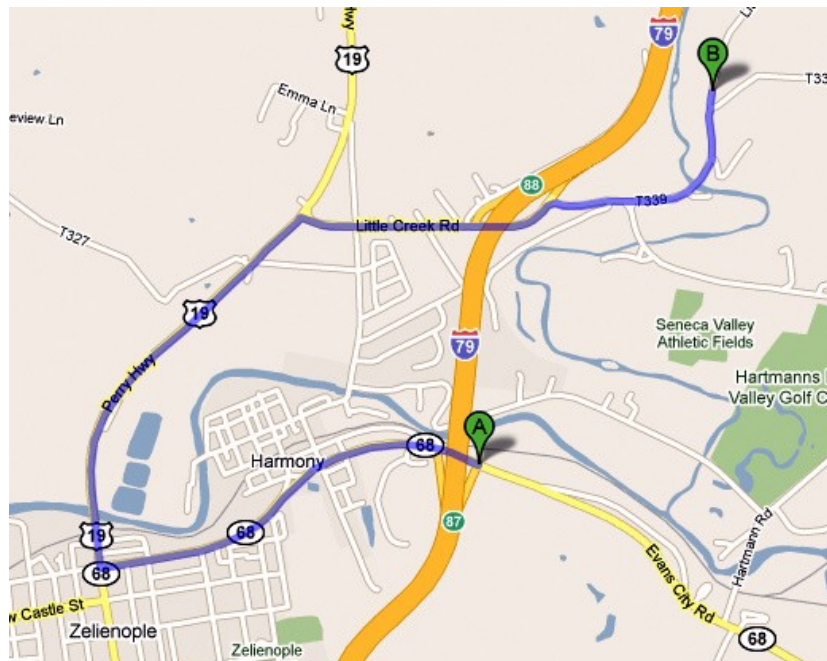 Hwy
19
79
B
Li
T33
Emma Ln
eview Ln
88
T339
Little Creek Rd
T327
19
79
Seneca Valley
Athletic Fields
Perry Hwy
Hartmanns
Valley Golf C
A
68
Harmony
87
19
68
68
Evans City Rd
Hartmann Rd
w Castle St
Zelienople
Zelienople
68